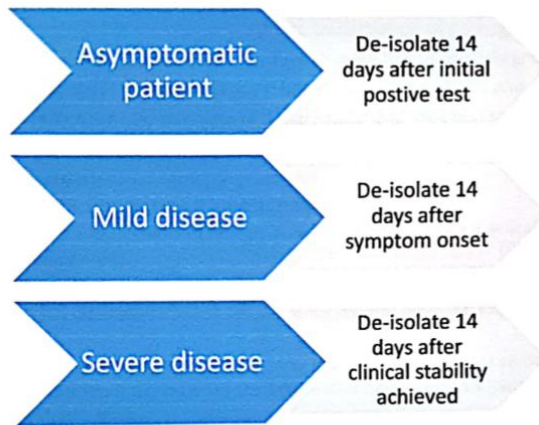 Asymptomatic
patient
De-isolate 14
days after initial
postive test
Mild disease
De-isolate 14
days after
symptom onset
Severe disease
De-isolate 14
days after
clinical stability
achieved